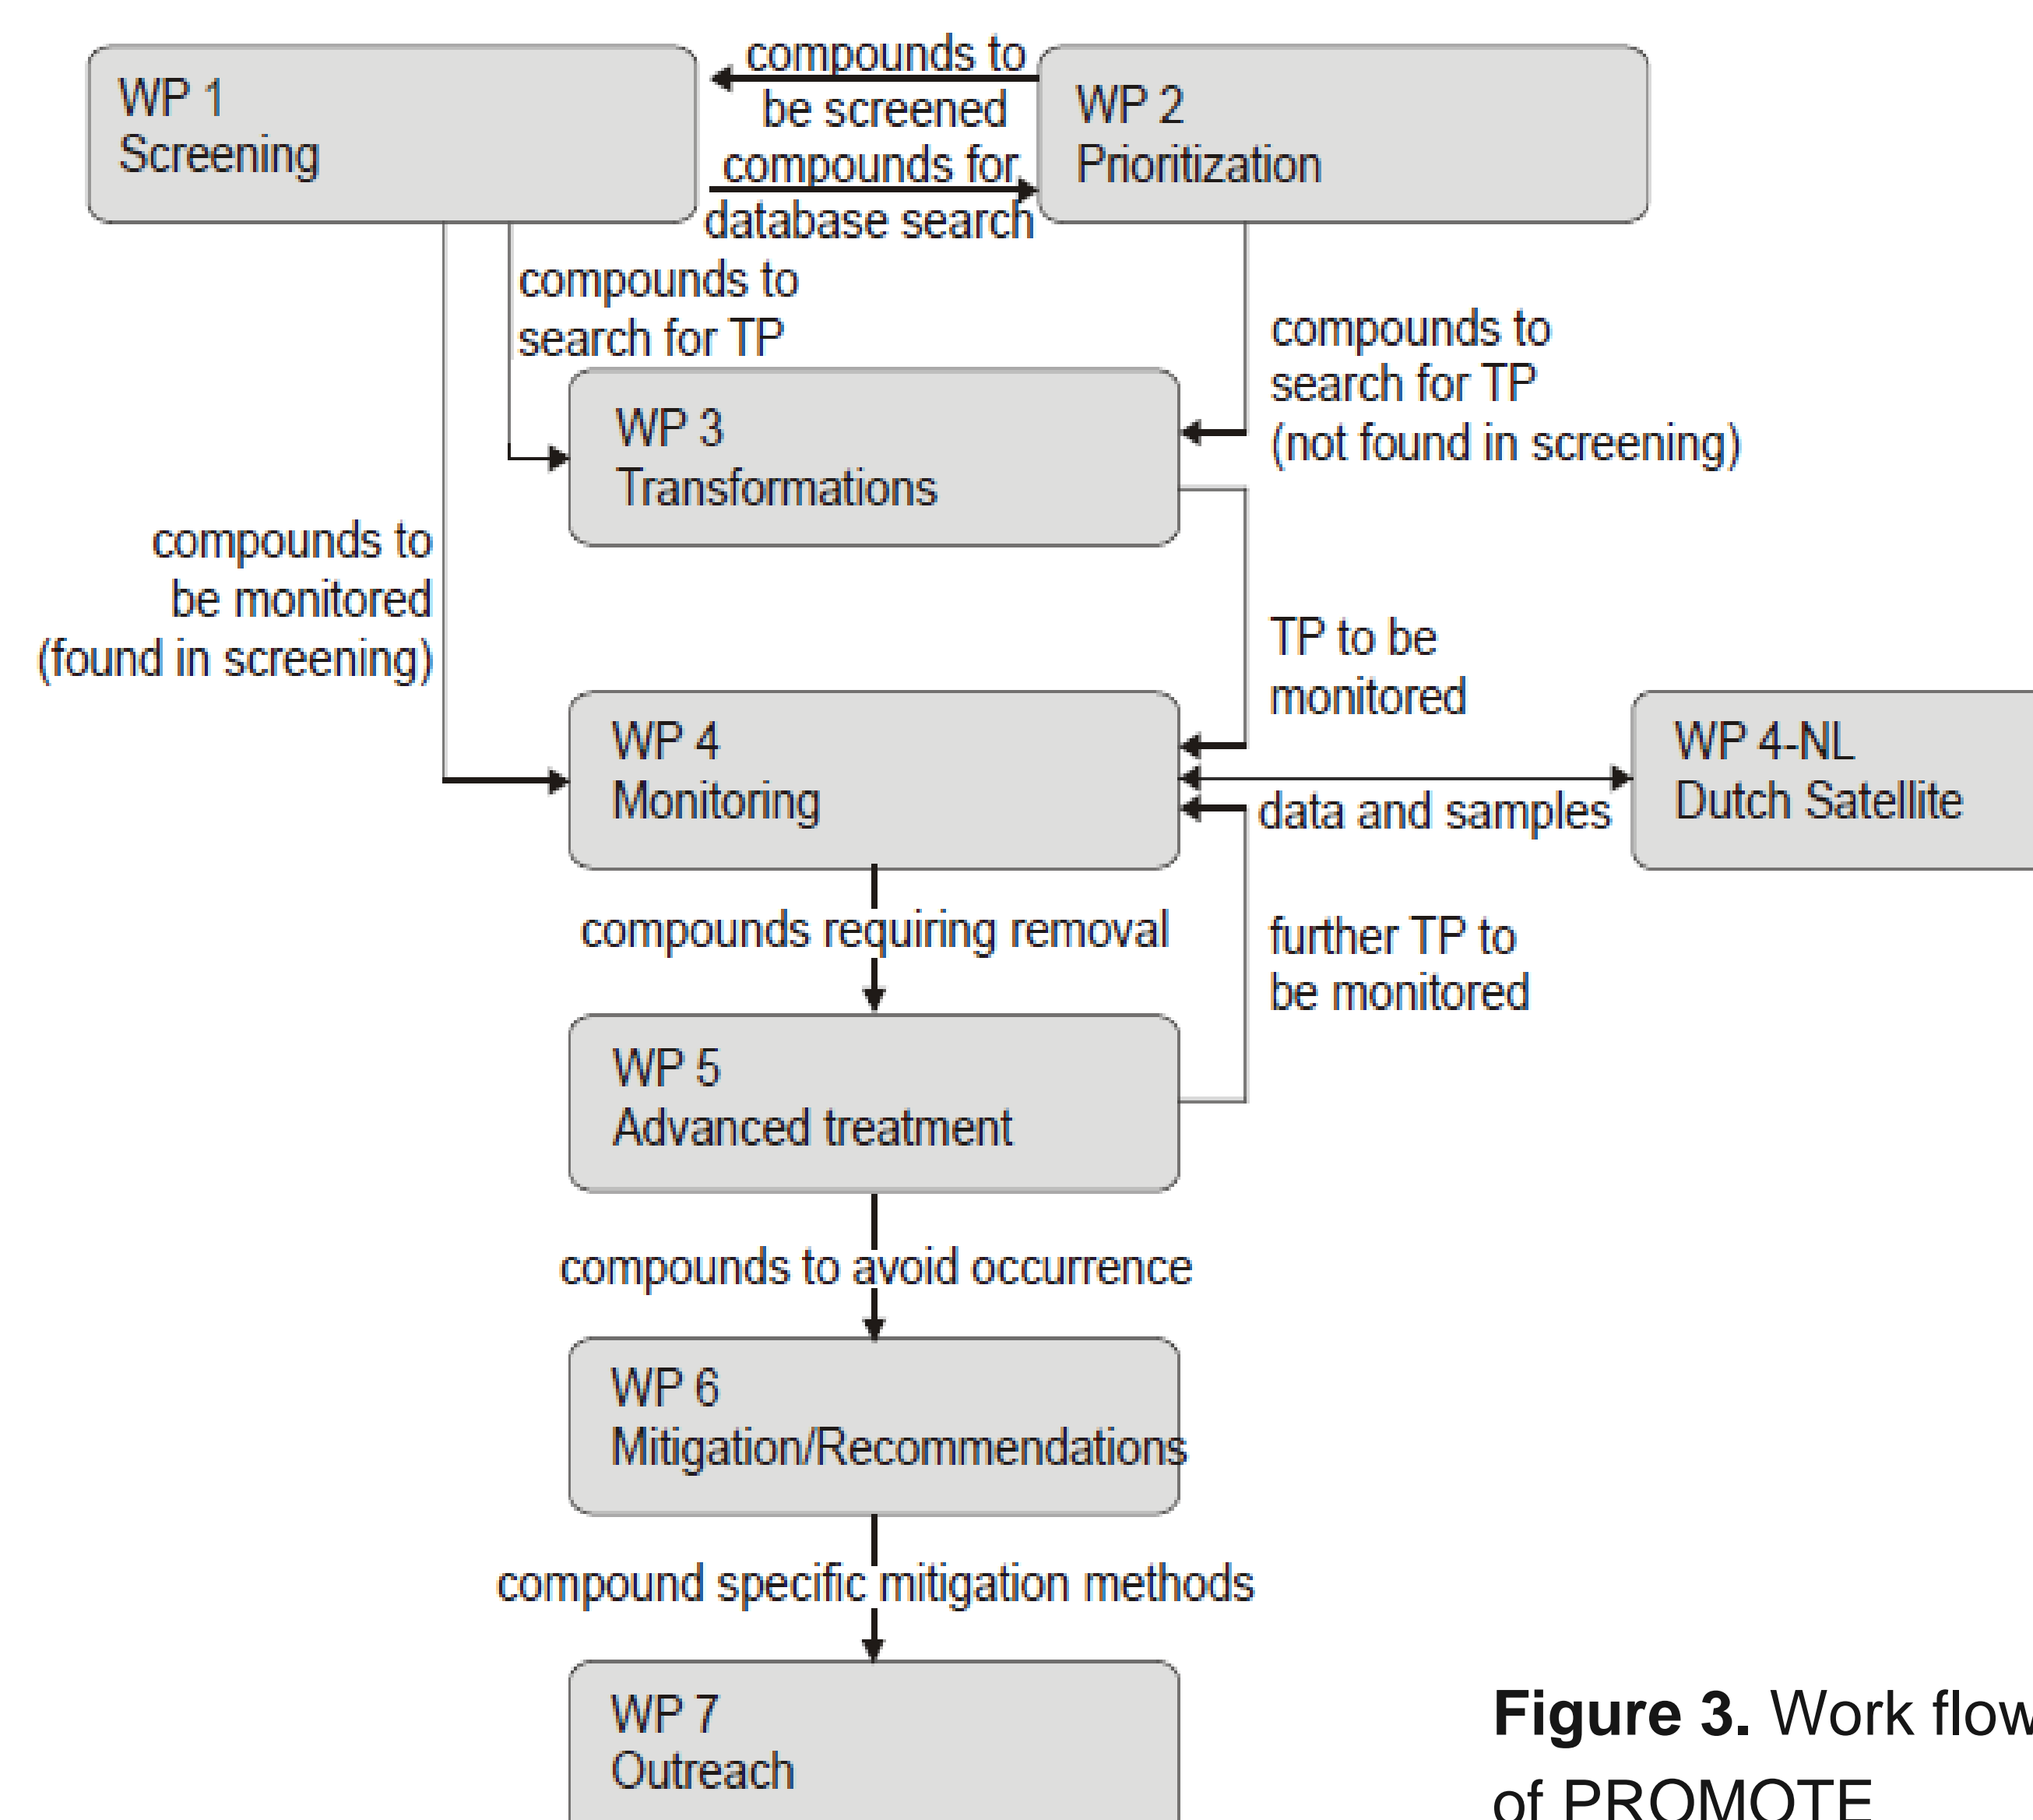 compounds to
be screened
WP 1
Screening
WP 2
Prioritization
compounds for
database search
compounds to
search for TP
compounds to
search for TP
(not found in screening)
WP 3
Transformations
compounds to
be monitored
(found in screening)
TP to be
monitored
WP 4
Monitoring
WP 4-NL
Dutch Satellite
data and samples
compounds requiring removal
further TP to
be monitored
WP 5
Advanced treatment
compounds to avoid occurrence
WP 6
Mitigation/Recommendations
compound specific mitigation methods
WP 7
Outreach
Figure 3. Work flow
of PROMOTE